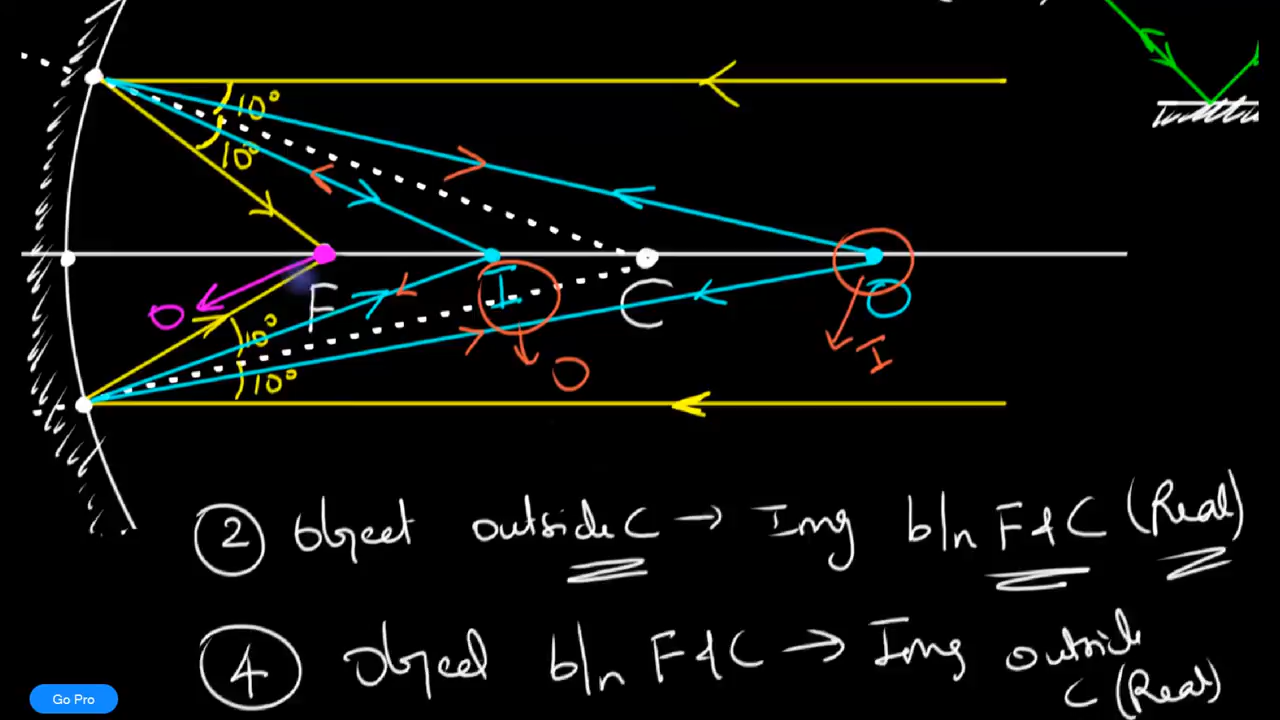 10°
10°
O
F
I
C
O
10°
10°
O
I
② Object outside C → Img b/n F & C (Real)
④ Object b/n F & C → Img outside
C (Real)
Go Pro